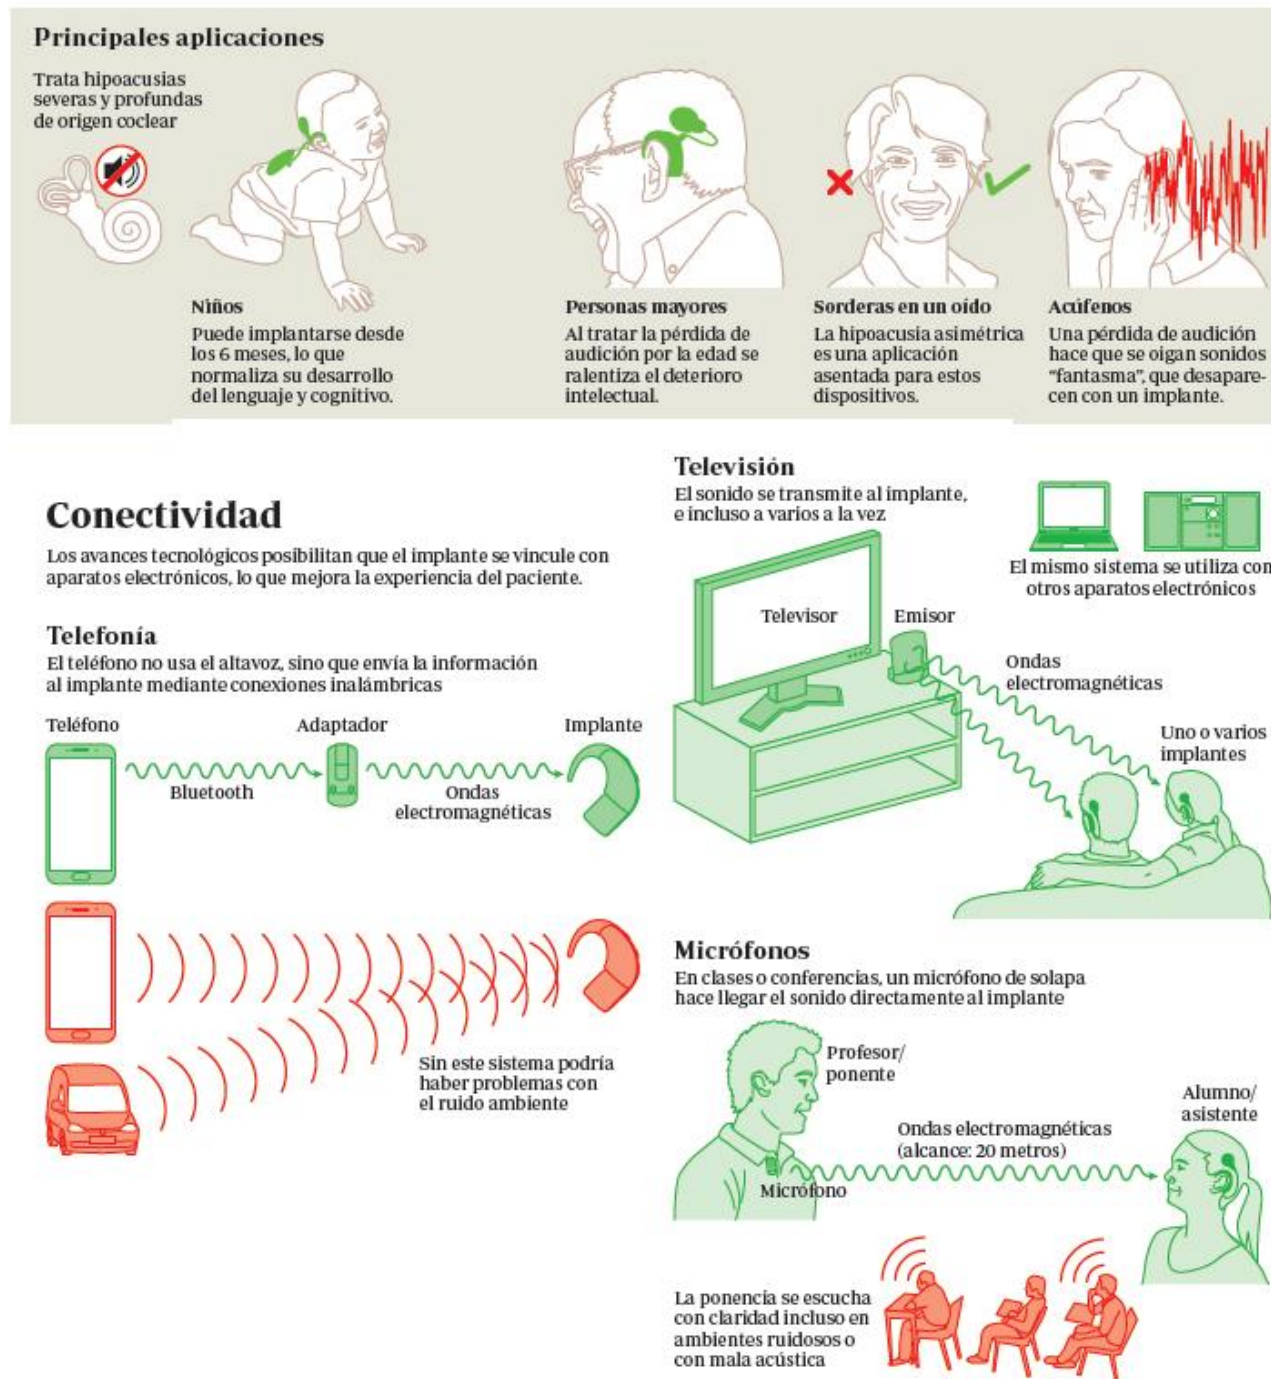 Principales aplicaciones
Trata hipoacusias
severas y profundas
de origen coclear
Niños
Puede implantarse desde
los 6 meses, lo que
normaliza su desarrollo
del lenguaje y cognitivo.
Personas mayores
Al tratar la pérdida de
audición por la edad se
ralentiza el deterioro
intelectual.
Sorderas en un oído
La hipoacusia asimétrica
es una aplicación
asentada para estos
dispositivos.
Acúfenos
Una pérdida de audición
hace que se oigan sonidos
“fantasma”, que desapare-
cen con un implante.
Conectividad
Los avances tecnológicos posibilitan que el implante se vincule con
aparatos electrónicos, lo que mejora la experiencia del paciente.
Telefonía
El teléfono no usa el altavoz, sino que envía la información
al implante mediante conexiones inalámbricas
Teléfono
Adaptador
Implante
Bluetooth
Ondas
electromagnéticas
Sin este sistema podría
haber problemas con
el ruido ambiente
Televisión
El sonido se transmite al implante,
e incluso a varios a la vez
El mismo sistema se utiliza con
otros aparatos electrónicos
Televisor
Emisor
Ondas
electromagnéticas
Uno o varios
implantes
Micrófonos
En clases o conferencias, un micrófono de solapa
hace llegar el sonido directamente al implante
Profesor/
ponente
Alumno/
asistente
Ondas electromagnéticas
(alcance: 20 metros)
Micrófono
La ponencia se escucha
con claridad incluso en
ambientes ruidosos o
con mala acústica